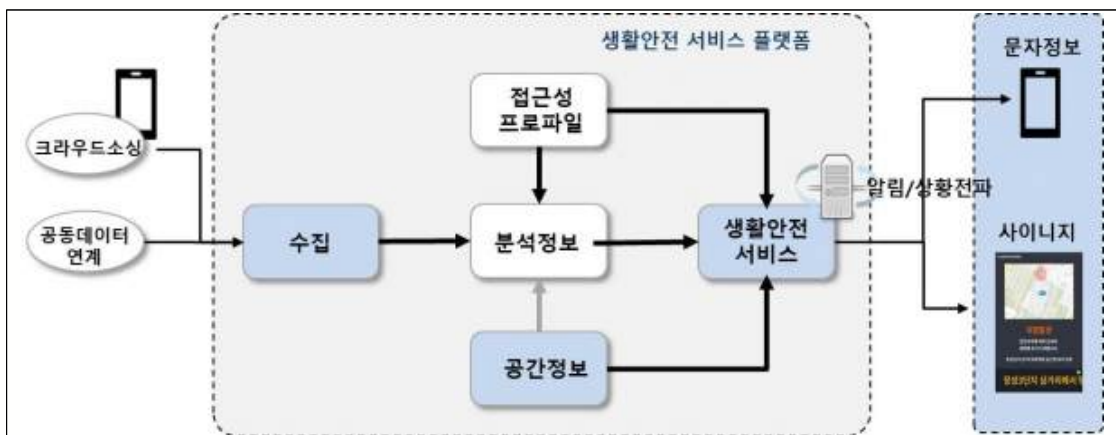 생활안전 서비스 플랫폼
문자정보
접근성
프로파일
크라우드소싱
알림/상황전파
공동데이터
연계
수집
분석정보
생활안전
서비스
사이니지
공간정보